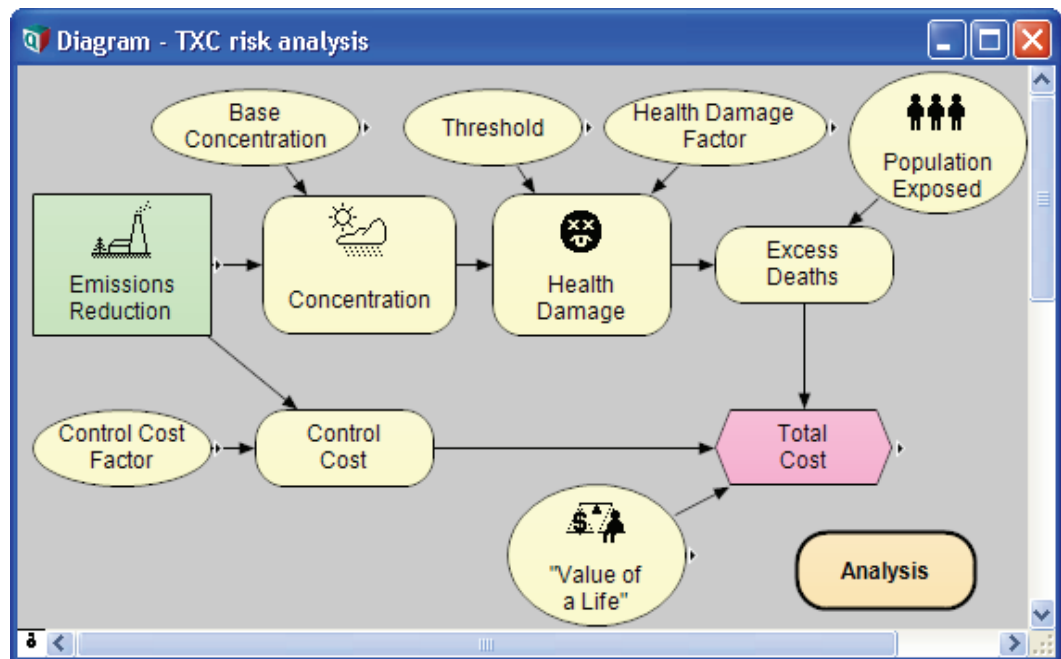 Diagram - TXC risk analysis
Base
Concentration
Threshold
Health Damage
Factor
Population
Exposed
Emissions
Reduction
Concentration
Health
Damage
Excess
Deaths
Control Cost
Factor
Control
Cost
Total
Cost
$
"Value of
a Life"
Analysis